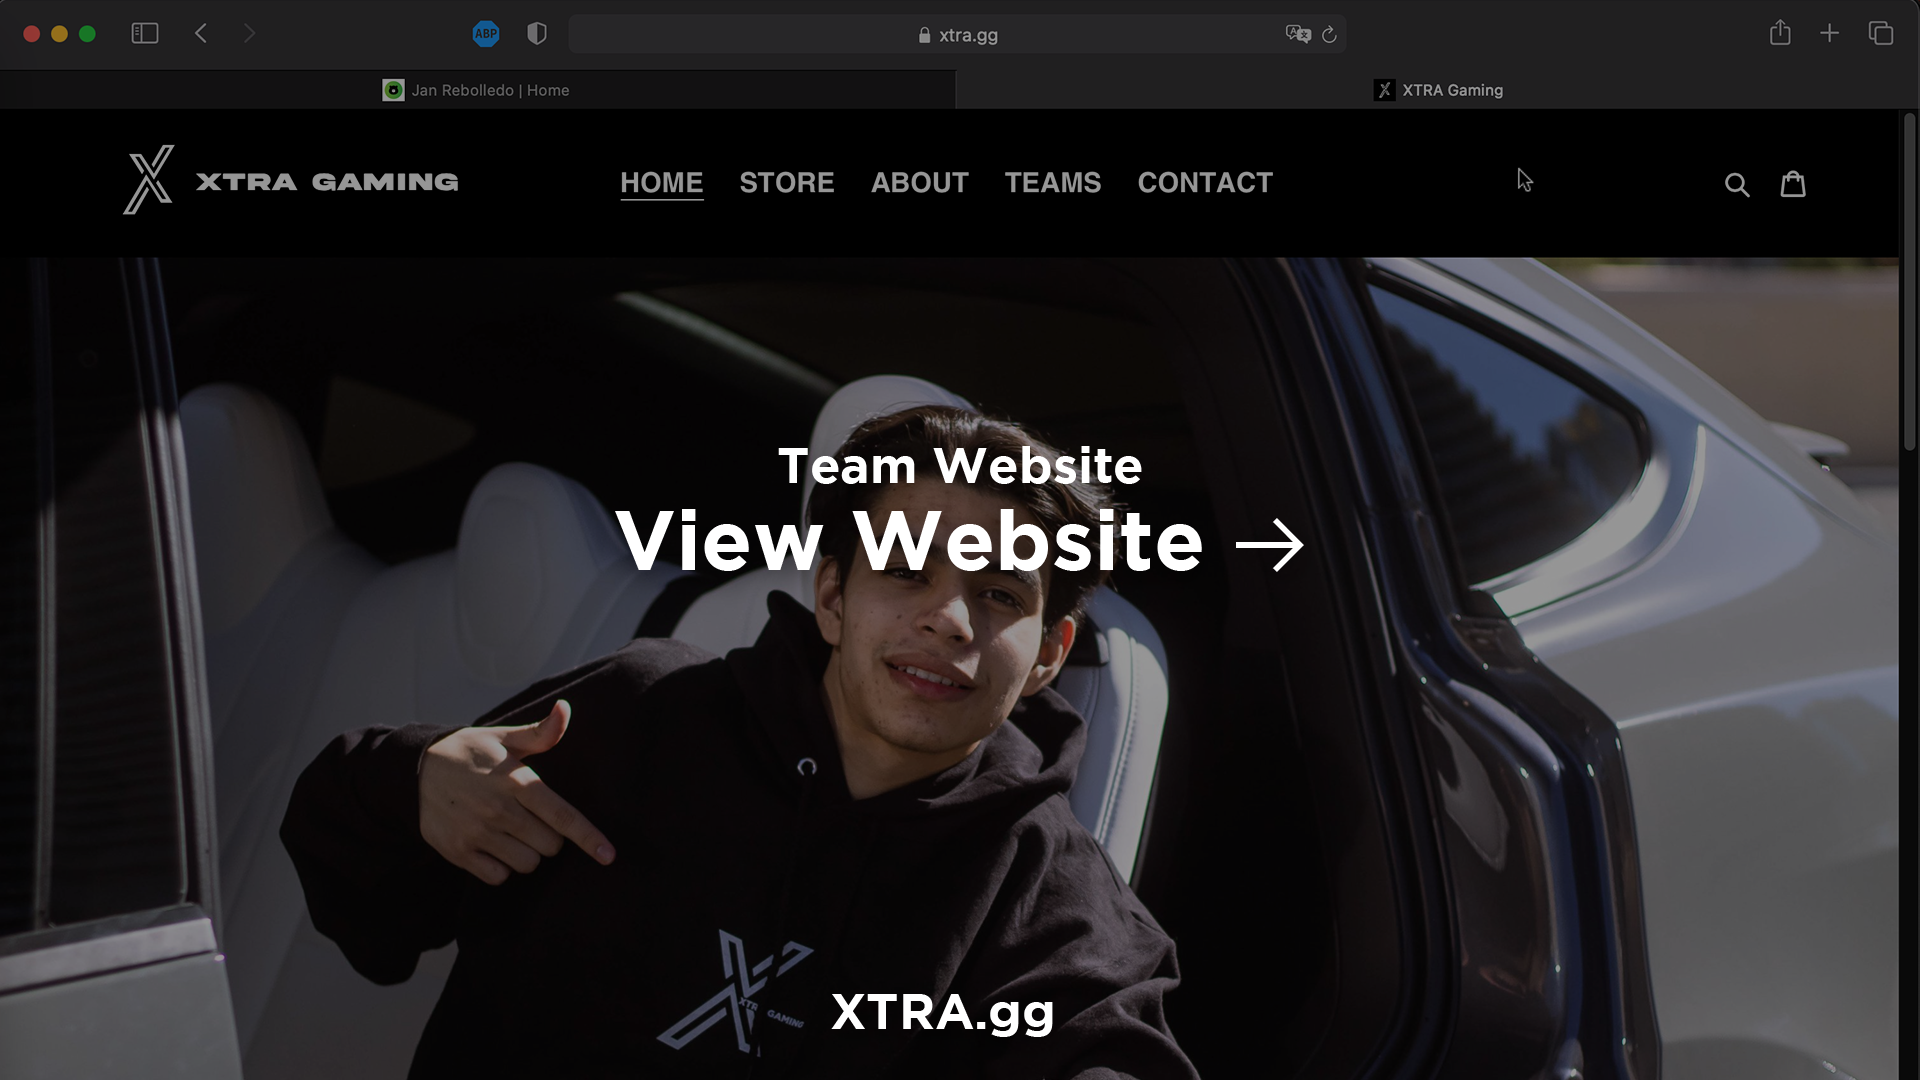 ABP
xtra.gg
Jan Rebolledo | Home
XTRA Gaming
XTRA GAMING
HOME STORE ABOUT TEAMS CONTACT
Team Website
View Website →
XTRA GAMING
XTRA.gg